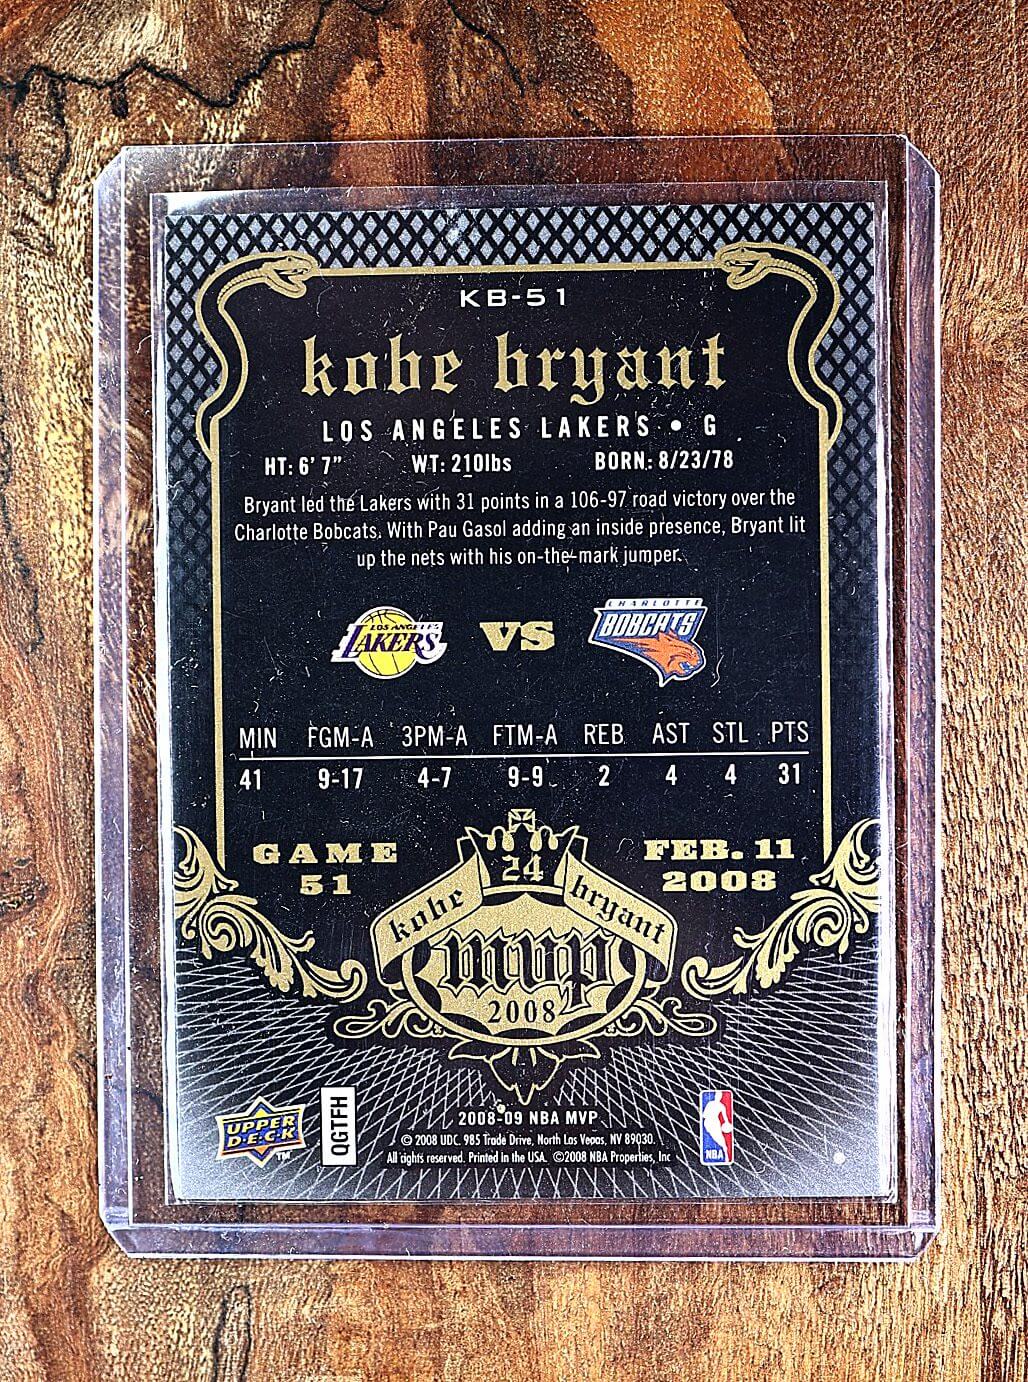 KB-51
kobe bryant
LOS ANGELES LAKERS • G
HT: 6' 7" WT: 210lbs BORN: 8/23/78
Bryant led the Lakers with 31 points in a 106-97 road victory over the
Charlotte Bobcats. With Pau Gasol adding an inside presence, Bryant lit
up the nets with his on-the-mark jumper.
LOS ANGELES
LAKERS
VS
CHARLOTTE
BOBCATS
MIN FGM-A 3PM-A FTM-A REB AST STL PTS
41 9-17 4-7 9-9 2 4 4 31
GAME
51
FEB. 11
2008
24
kobe bryant
mvp
2008
UPPER
D·E·C·K
TM
QGTFH
2008-09 NBA MVP
© 2008 UDC. 985 Trade Drive, North Las Vegas, NV 89030.
All rights reserved. Printed in the USA. ©2008 NBA Properties, Inc
NBA